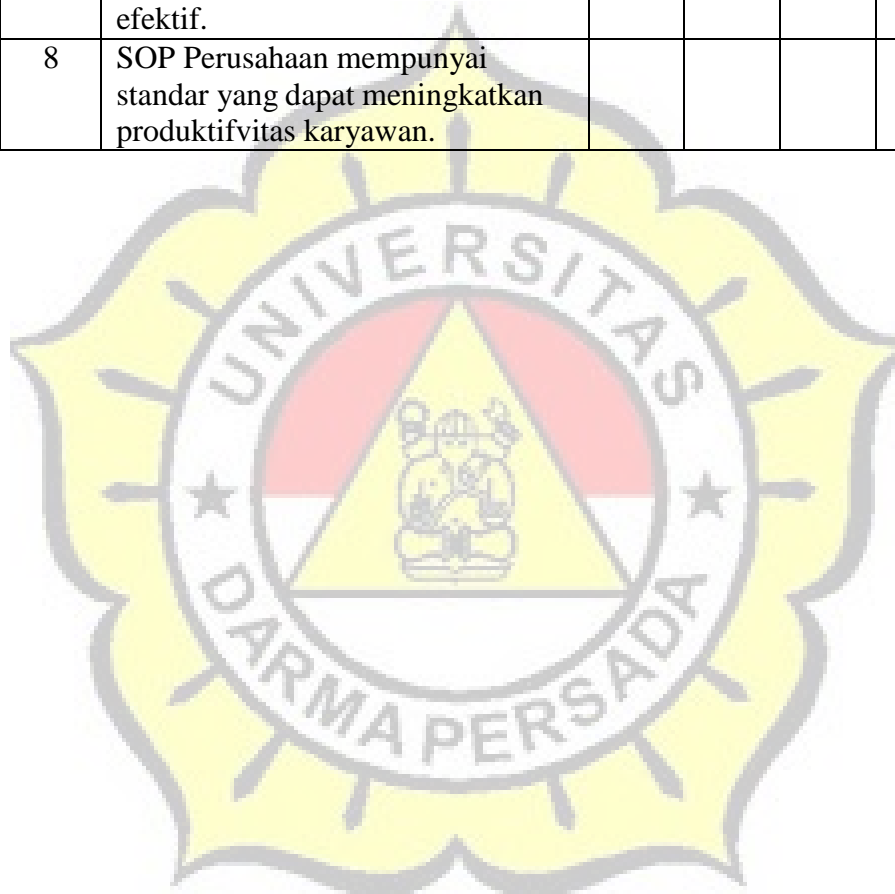 efektif.
8 SOP Perusahaan mempunyai
standar yang dapat meningkatkan
produktifvitas karyawan.
UNIVERSITAS
DARMA PERSADA